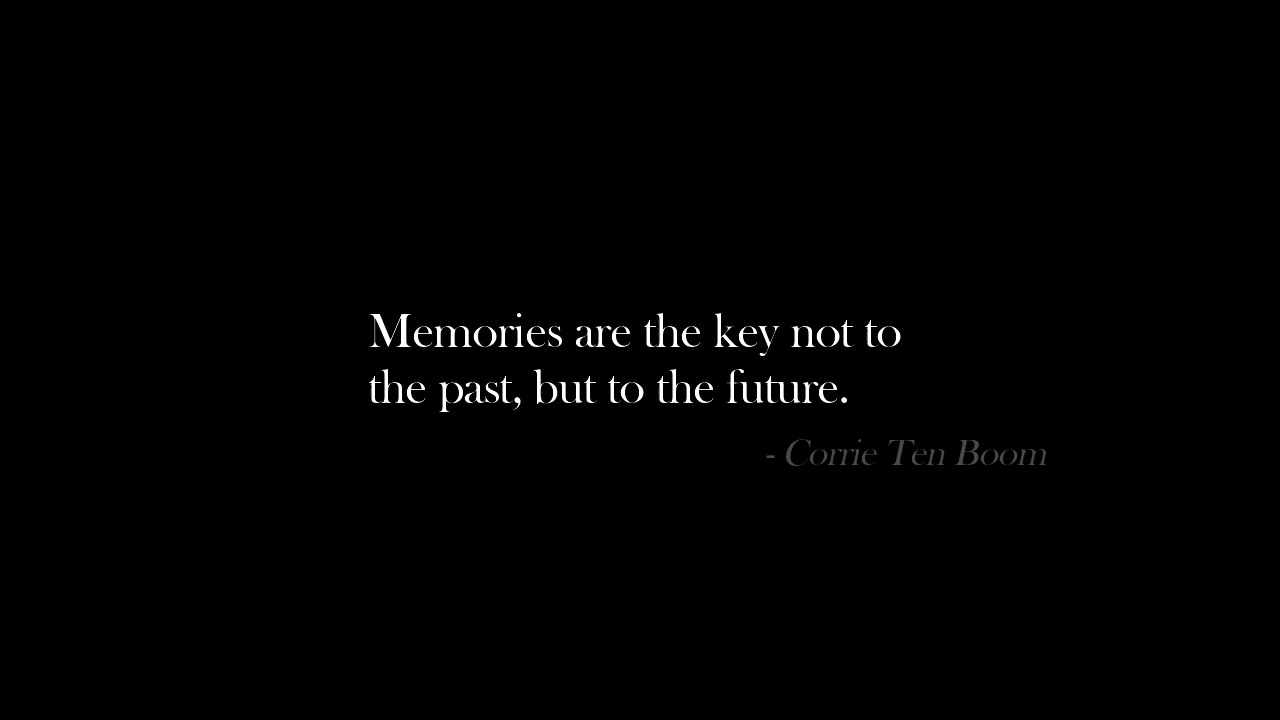 Memories are the key not to
the past, but to the future.
- Corrie Ten Boom